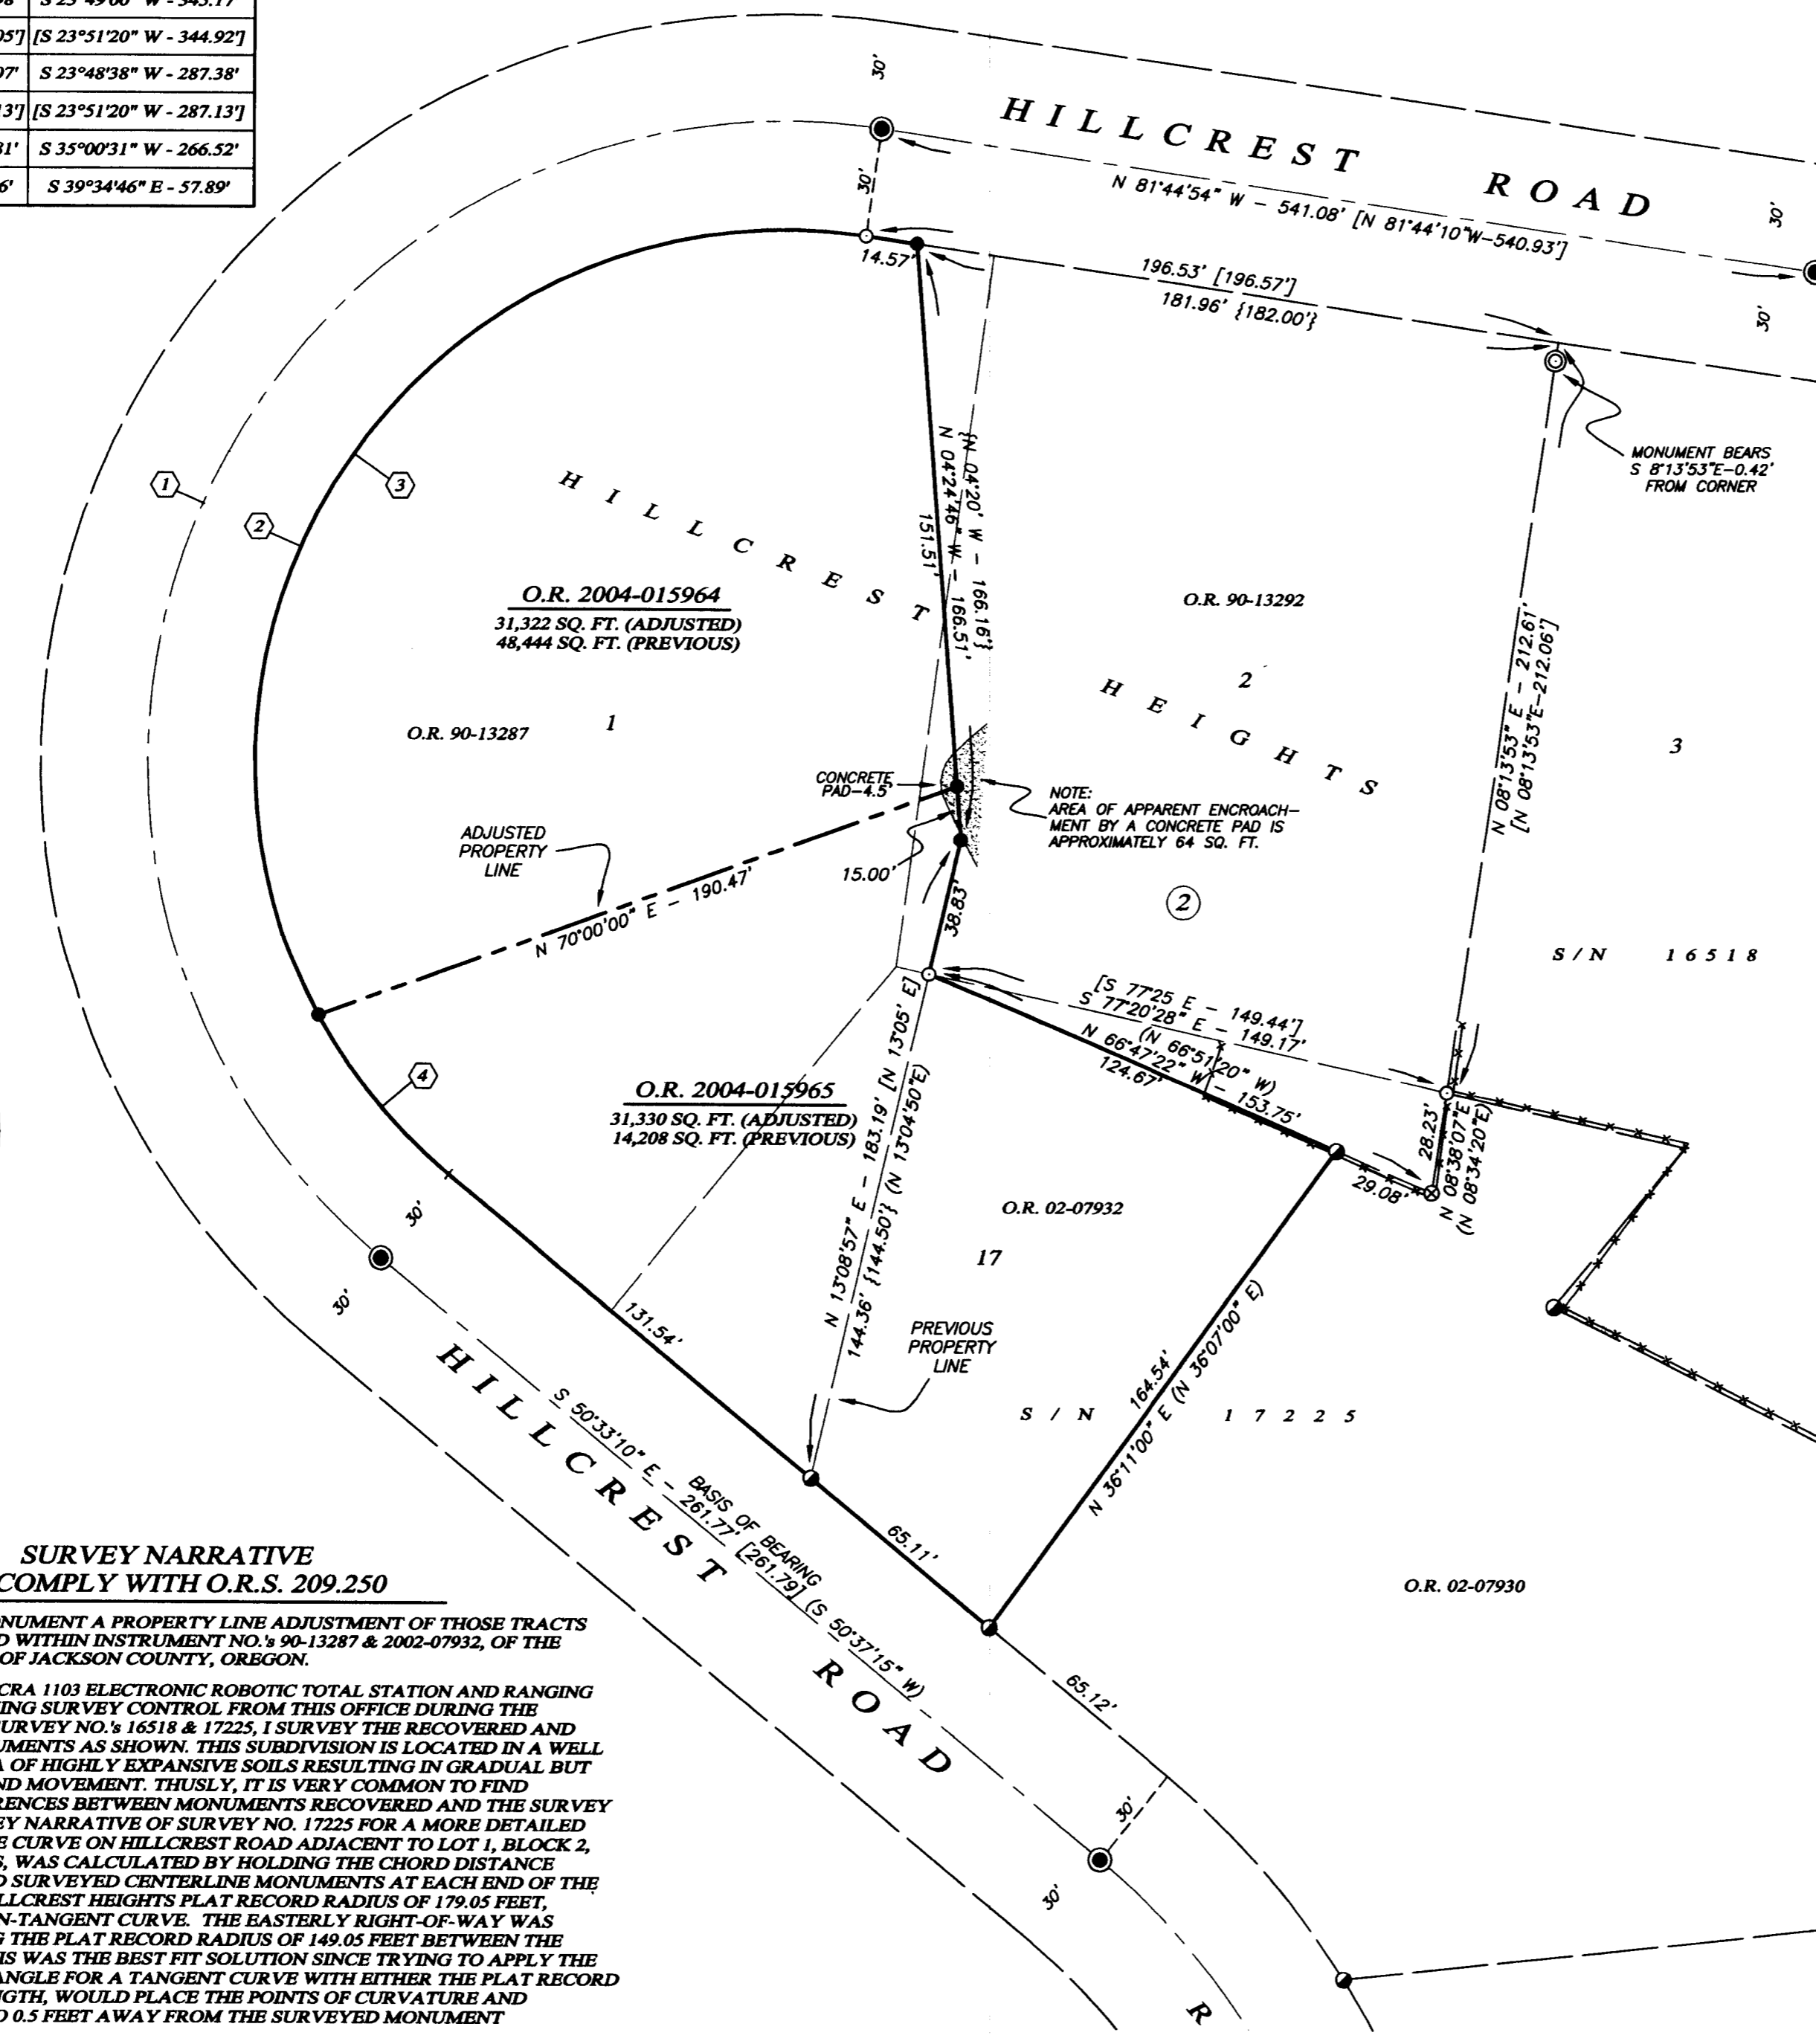 S 23°49'00" W - 345.17'
[S 23°51'20" W - 344.92']
S 23°48'38" W - 287.38'
[S 23°51'20" W - 287.13']
S 35°00'31" W - 266.52'
S 39°34'46" E - 57.89'
30'
HILLCREST ROAD
30'
N 81°44'54" W - 541.08' [N 81°44'10"W-540.93']
30'
30'
14.57'
196.53' [196.57']
181.96' {182.00'}
MONUMENT BEARS
S 8°13'53"E-0.42'
FROM CORNER
1
2
3
HILLCREST
HEIGHTS
{N 04°20' W - 166.16'}
N 04°24'46" W - 166.51'
151.51'
O.R. 2004-015964
31,322 SQ. FT. (ADJUSTED)
48,444 SQ. FT. (PREVIOUS)
O.R. 90-13287
1
O.R. 90-13292
2
N 08°13'53" E - 212.61'
[N 08°13'53"E-212.06']
3
CONCRETE
PAD-4.5'
NOTE:
AREA OF APPARENT ENCROACH-
MENT BY A CONCRETE PAD IS
APPROXIMATELY 64 SQ. FT.
ADJUSTED
PROPERTY
LINE
15.00'
N 70°00'00" E - 190.47'
38.83'
2
S/N 16518
[S 77°25 E - 149.44']
S 77°20'28" E - 149.17'
(N 66°51'20" W)
N 66°47'22" W - 153.75'
124.67'
29.08'
28.23'
N 08°38'07"E
(N 08°34'20"E)
4
O.R. 2004-015965
31,330 SQ. FT. (ADJUSTED)
14,208 SQ. FT. (PREVIOUS)
N 13°08'57" E - 183.19' [N 13°05' E]
144.36' {144.50'} (N 13°04'50"E)
O.R. 02-07932
17
30'
30'
131.54'
PREVIOUS
PROPERTY
LINE
164.54'
N 36°11'00" E (N 36°07'00" E)
S/N 17225
HILLCREST ROAD
BASIS OF BEARING
S 50°33'10" E - 261.77' [261.79'] (S 50°37'15" W)
65.11'
O.R. 02-07930
65.12'
30'
30'
R
SURVEY NARRATIVE
COMPLY WITH O.R.S. 209.250
NUMENT A PROPERTY LINE ADJUSTMENT OF THOSE TRACTS
D WITHIN INSTRUMENT NO.'s 90-13287 & 2002-07932, OF THE
OF JACKSON COUNTY, OREGON.
CRA 1103 ELECTRONIC ROBOTIC TOTAL STATION AND RANGING
ING SURVEY CONTROL FROM THIS OFFICE DURING THE
SURVEY NO.'s 16518 & 17225, I SURVEY THE RECOVERED AND
UMENTS AS SHOWN. THIS SUBDIVISION IS LOCATED IN A WELL
A OF HIGHLY EXPANSIVE SOILS RESULTING IN GRADUAL BUT
ND MOVEMENT. THUSLY, IT IS VERY COMMON TO FIND
RENCES BETWEEN MONUMENTS RECOVERED AND THE SURVEY
EY NARRATIVE OF SURVEY NO. 17225 FOR A MORE DETAILED
E CURVE ON HILLCREST ROAD ADJACENT TO LOT 1, BLOCK 2,
S, WAS CALCULATED BY HOLDING THE CHORD DISTANCE
D SURVEYED CENTERLINE MONUMENTS AT EACH END OF THE
LLCREST HEIGHTS PLAT RECORD RADIUS OF 179.05 FEET,
N-TANGENT CURVE. THE EASTERLY RIGHT-OF-WAY WAS
G THE PLAT RECORD RADIUS OF 149.05 FEET BETWEEN THE
IS WAS THE BEST FIT SOLUTION SINCE TRYING TO APPLY THE
ANGLE FOR A TANGENT CURVE WITH EITHER THE PLAT RECORD
NGTH, WOULD PLACE THE POINTS OF CURVATURE AND
O 0.5 FEET AWAY FROM THE SURVEYED MONUMENT